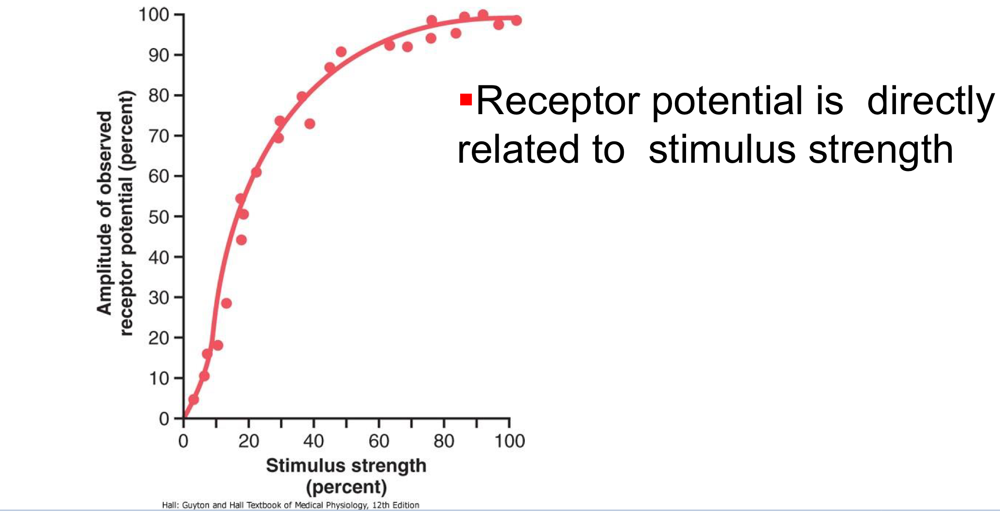 100
90
80
70
60
50
40
30
20
10
0
Amplitude of observed
receptor potential (percent)
0 20 40 60 80 100
Stimulus strength
(percent)
▪Receptor potential is directly
related to stimulus strength
Hall: Guyton and Hall Textbook of Medical Physiology, 12th Edition